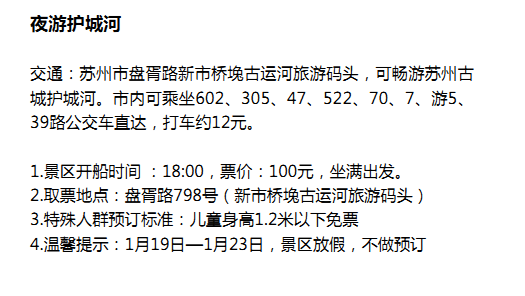 夜游护城河
交通：苏州市盘胥路新市桥堍古运河旅游码头，可畅游苏州古
城护城河。市内可乘坐602、305、47、522、70、7、游5、
39路公交车直达，打车约12元。
1.景区开船时间 ：18:00，票价：100元，坐满出发。
2.取票地点：盘胥路798号（新市桥堍古运河旅游码头）
3.特殊人群预订标准：儿童身高1.2米以下免票
4.温馨提示：1月19日—1月23日，景区放假，不做预订